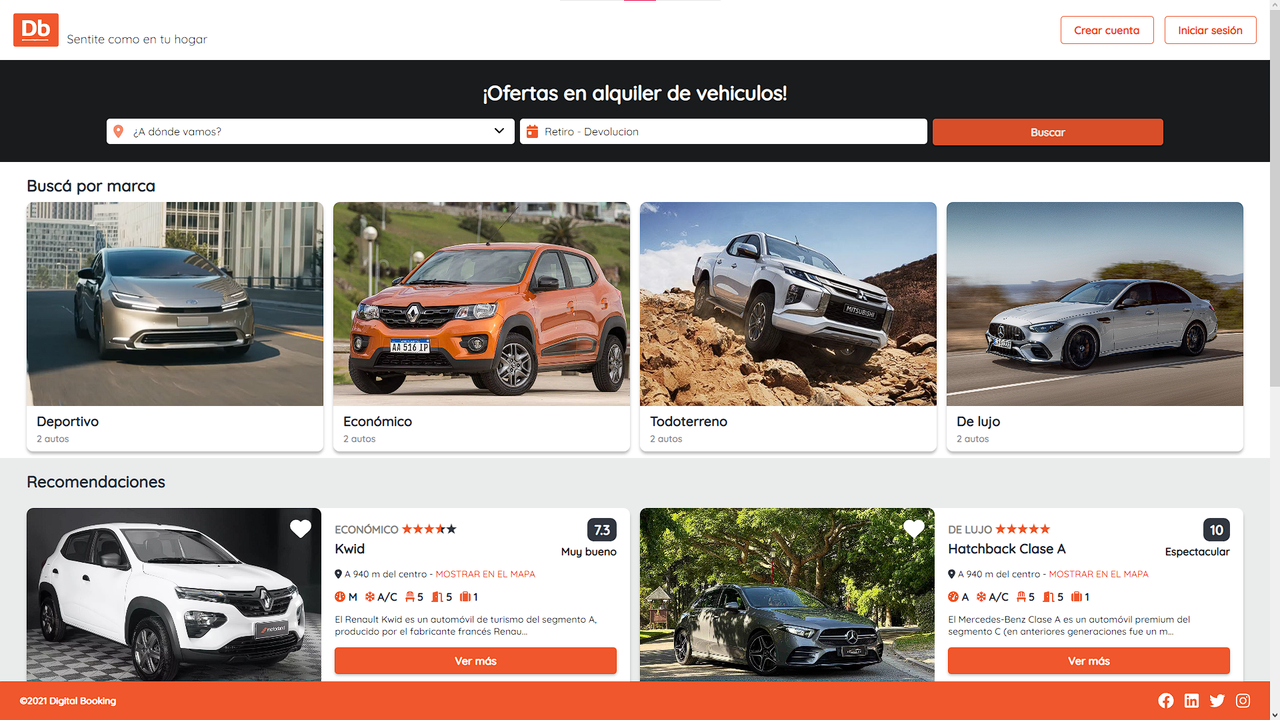 Db
Sentite como en tu hogar
Crear cuenta
Iniciar sesión
¡Ofertas en alquiler de vehiculos!
¿A dónde vamos?
Retiro - Devolucion
Buscar
Buscá por marca
AA 516 IP
MITSUBISHI
Deportivo
2 autos
Económico
2 autos
Todoterreno
2 autos
De lujo
2 autos
Recomendaciones
ECONÓMICO
7.3
Kwid
Muy bueno
A 940 m del centro - MOSTRAR EN EL MAPA
M A/C 5 5 1
El Renault Kwid es un automóvil de turismo del segmento A,
producido por el fabricante francés Renau...
Ver más
motorland
DE LUJO
10
Hatchback Clase A
Espectacular
A 940 m del centro - MOSTRAR EN EL MAPA
A A/C 5 5 1
El Mercedes-Benz Clase A es un automóvil premium del
segmento C (en anteriores generaciones fue un m...
Ver más
©2021 Digital Booking